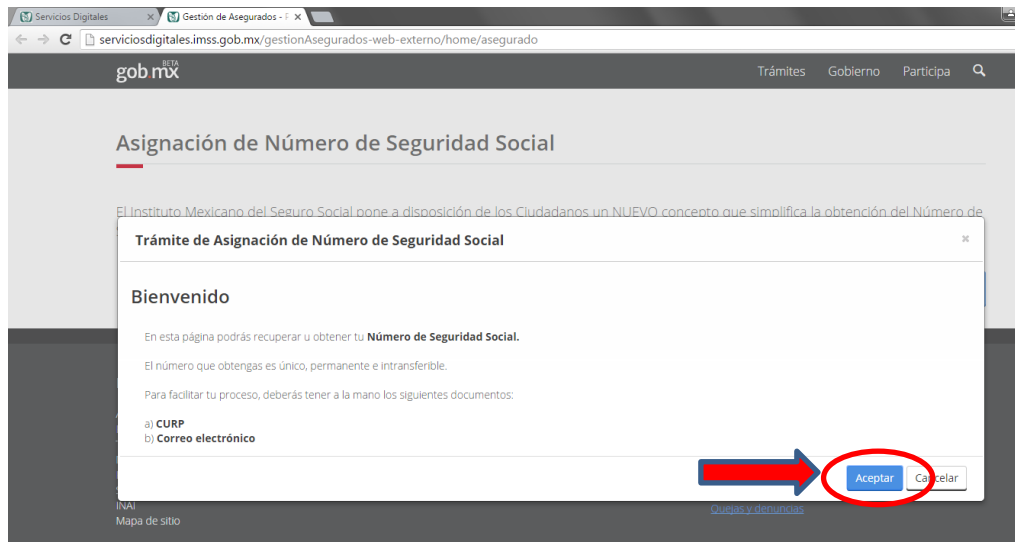 Servicios Digitales
Gestión de Asegurados - F
serviciosdigitales.imss.gob.mx/gestionAsegurados-web-externo/home/asegurado
gob.mx BETA
Trámites Gobierno Participa
Asignación de Número de Seguridad Social
El Instituto Mexicano del Seguro Social pone a disposición de los Ciudadanos un NUEVO concepto que simplifica la obtención del Número de
Trámite de Asignación de Número de Seguridad Social
Bienvenido
En esta página podrás recuperar u obtener tu Número de Seguridad Social.
El número que obtengas es único, permanente e intransferible.
Para facilitar tu proceso, deberás tener a la mano los siguientes documentos:
a) CURP
b) Correo electrónico
Aceptar Cancelar
INAI
Mapa de sitio
Quejas y denuncias